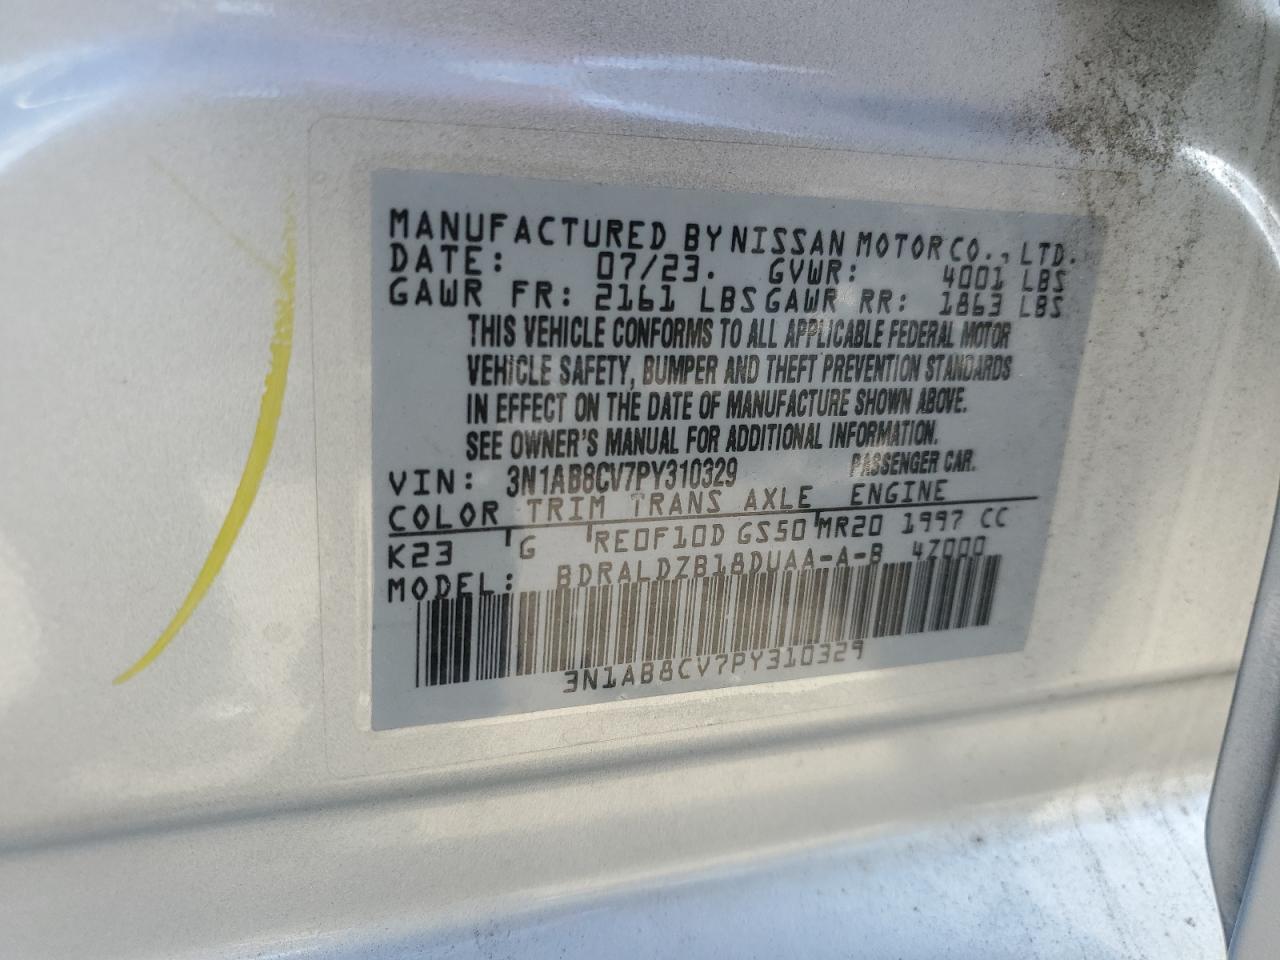 MANUFACTURED BY NISSAN MOTOR CO., LTD.
DATE: 07/23. GVWR: 4001 LBS
GAWR FR: 2161 LBS GAWR RR: 1863 LBS
THIS VEHICLE CONFORMS TO ALL APPLICABLE FEDERAL MOTOR
VEHICLE SAFETY, BUMPER AND THEFT PREVENTION STANDARDS
IN EFFECT ON THE DATE OF MANUFACTURE SHOWN ABOVE.
SEE OWNER'S MANUAL FOR ADDITIONAL INFORMATION.
VIN: 3N1AB8CV7PY310329 PASSENGER CAR.
COLOR TRIM TRANS AXLE ENGINE
K23 G RE0F10D GS50 MR20 1997 CC
MODEL: BDRALDZB18DUAA-A-B 47000
3N1AB8CV7PY310329